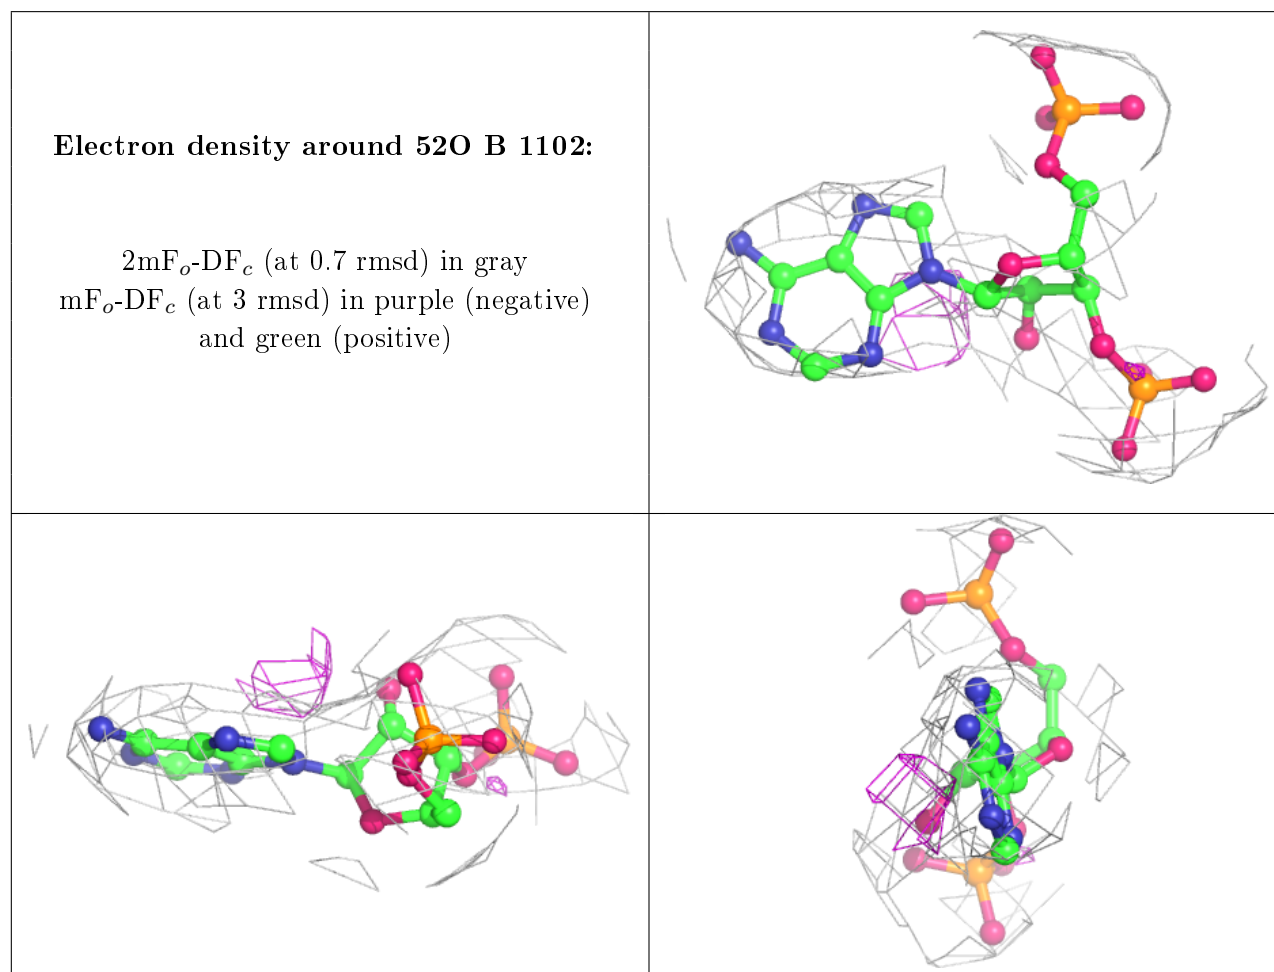 Electron density around 52O B 1102:
2mFo-DFc (at 0.7 rmsd) in gray
mFo-DFc (at 3 rmsd) in purple (negative)
and green (positive)